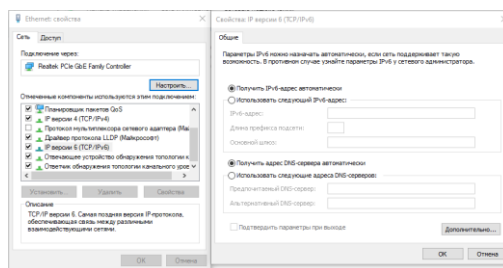 Ethernet: свойства
Сеть
Доступ
Подключение через:
Realtek PCIe GbE Family Controller
Настроить...
Отмеченные компоненты используются этим подключением:
Планировщик пакетов QoS
IP версии 4 (TCP/IPv4)
Протокол мультиплексора сетевого адаптера (Май
Драйвер протокола LLDP (Майкрософт)
IP версии 6 (TCP/IPv6)
Отвечающее устройство обнаружения топологии к
Ответчик обнаружения топологии канального уров
Установить...
Удалить
Свойства
Описание
TCP/IP версии 6. Самая поздняя версия IP-протокола,
обеспечивающая связь между различными
взаимодействующими сетями.
ОК
Отмена
Свойства: IP версии 6 (TCP/IPv6)
Общие
Параметры IPv6 можно назначать автоматически, если сеть поддерживает такую
возможность. В противном случае узнайте параметры IPv6 у сетевого администратора.
Получить IPv6-адрес автоматически
Использовать следующий IPv6-адрес:
IPv6-адрес:
Длина префикса подсети:
Основной шлюз:
Получить адрес DNS-сервера автоматически
Использовать следующие адреса DNS-серверов:
Предпочитаемый DNS-сервер:
Альтернативный DNS-сервер:
Подтвердить параметры при выходе
Дополнительно...
ОК
Отмена